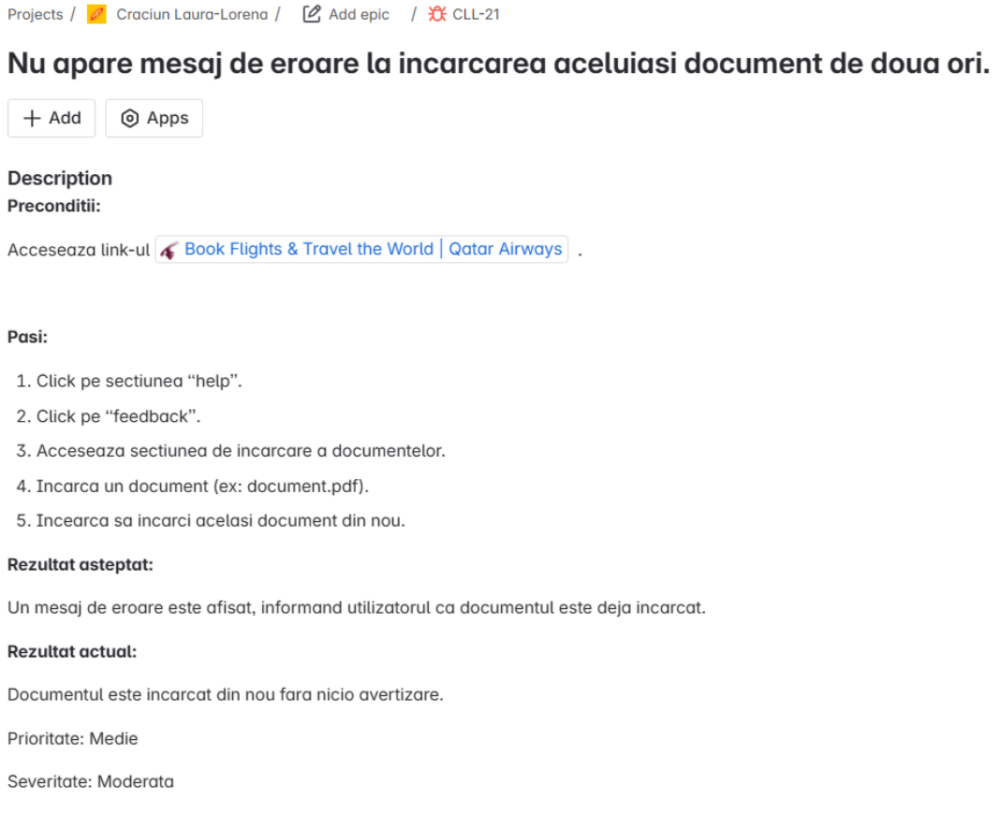 Projects / Craciun Laura-Lorena / Add epic / CLL-21
Nu apare mesaj de eroare la incarcarea aceluiasi document de doua ori.
+ Add Apps
Description
Preconditii:
Acceseaza link-ul Book Flights & Travel the World | Qatar Airways .
Pasi:
1. Click pe sectiunea “help”.
2. Click pe “feedback”.
3. Acceseaza sectiunea de incarcare a documentelor.
4. Incarca un document (ex: document.pdf).
5. Incearca sa incarci acelasi document din nou.
Rezultat asteptat:
Un mesaj de eroare este afisat, informand utilizatorul ca documentul este deja incarcat.
Rezultat actual:
Documentul este incarcat din nou fara nicio avertizare.
Prioritate: Medie
Severitate: Moderata